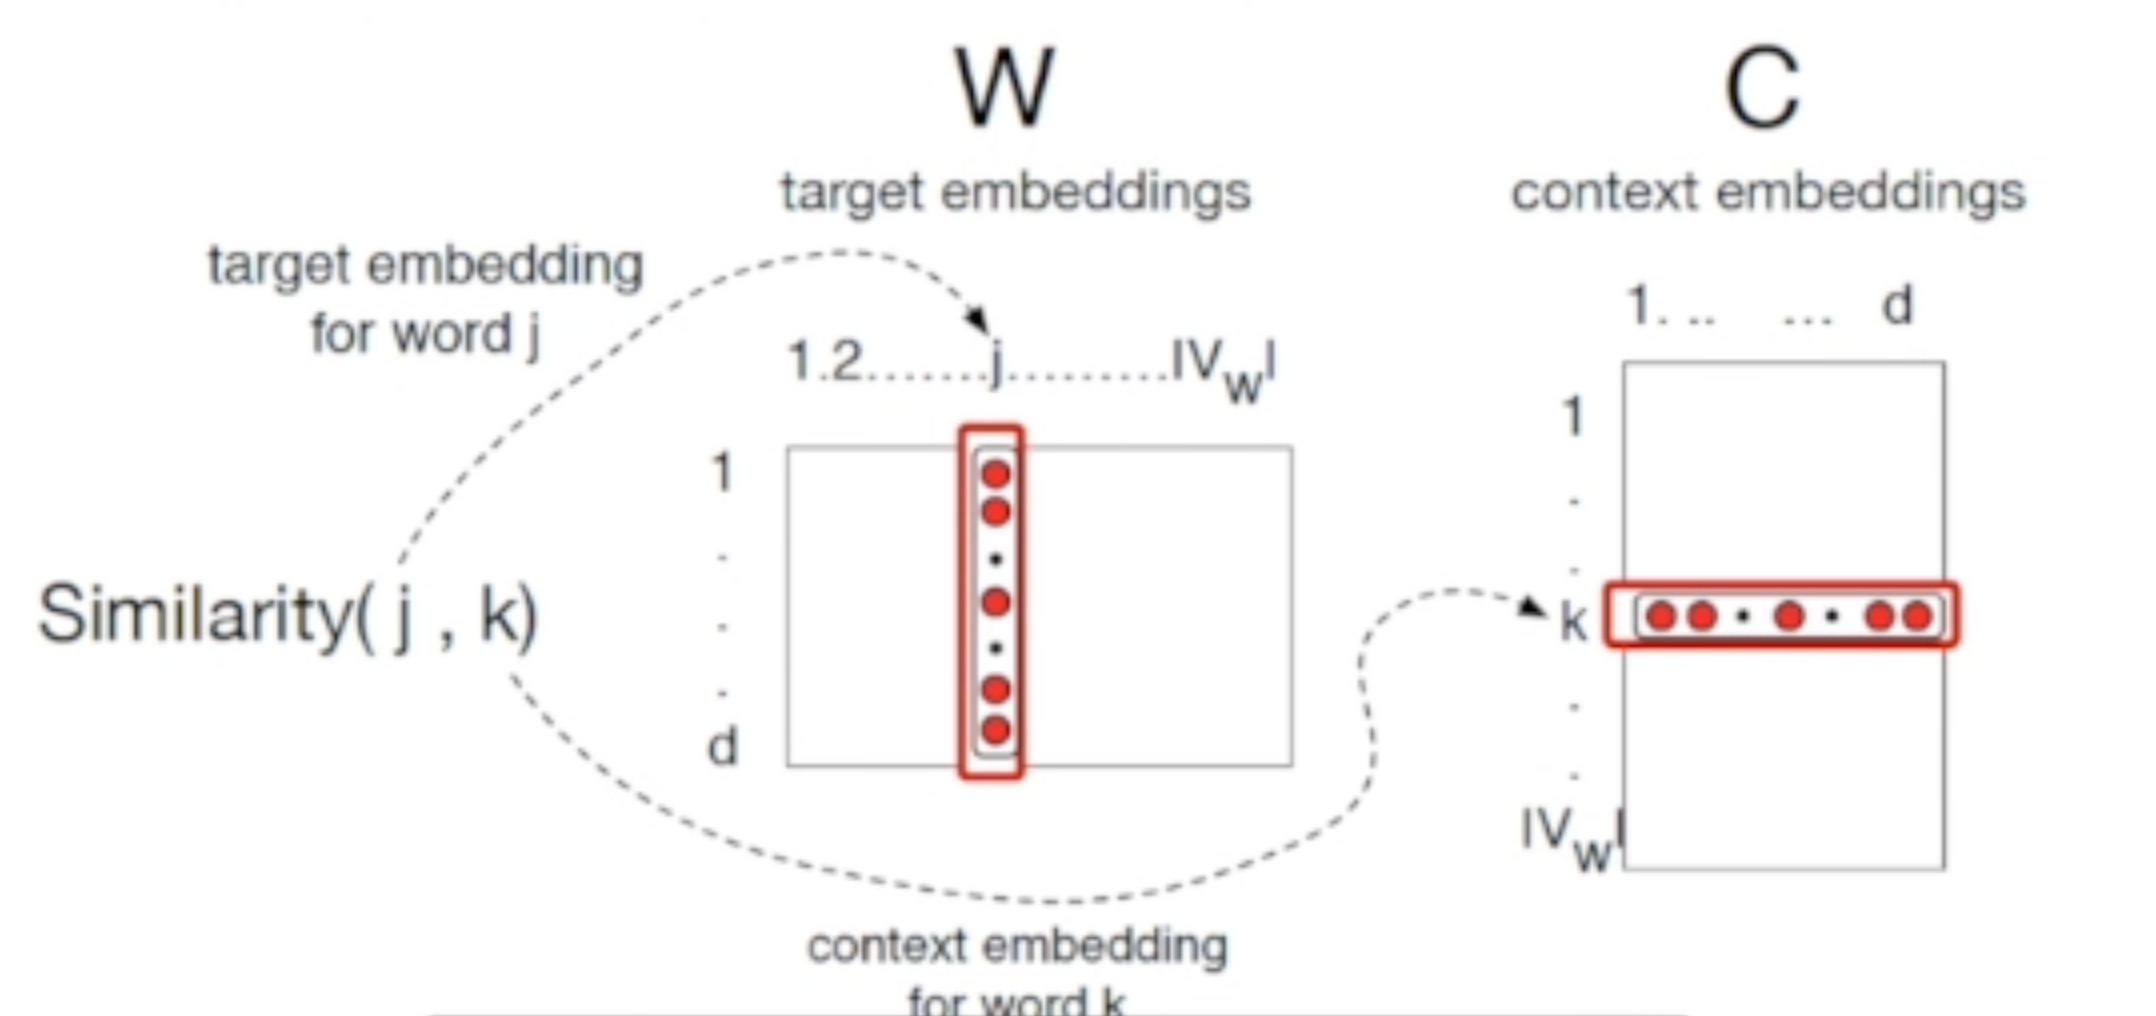 W
target embeddings
C
context embeddings
target embedding
for word j
1. .. ... d
1.2.......j..........|V_W|
1
.
.
.
d
Similarity( j , k)
1
.
.
k
.
.
|V_W|
context embedding
for word k